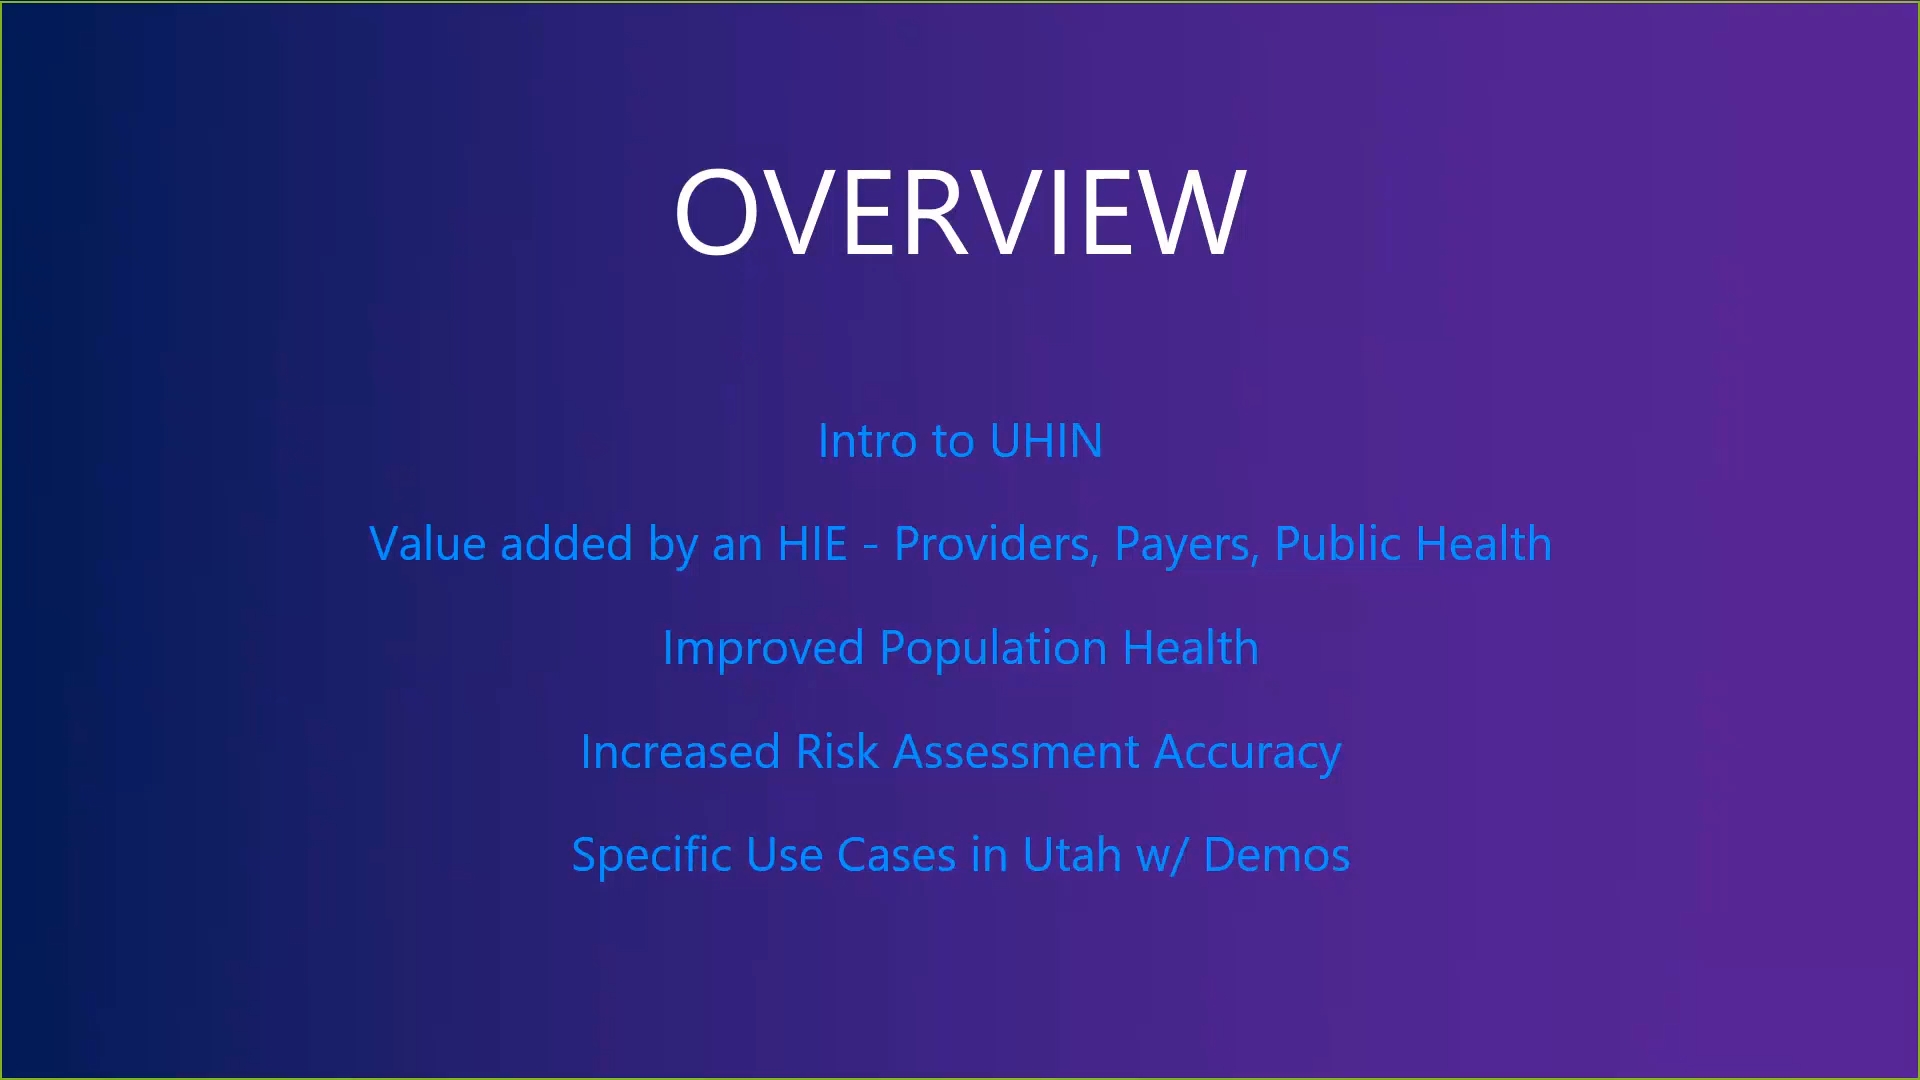 OVERVIEW
Intro to UHIN
Value added by an HIE - Providers, Payers, Public Health
Improved Population Health
Increased Risk Assessment Accuracy
Specific Use Cases in Utah w/ Demos